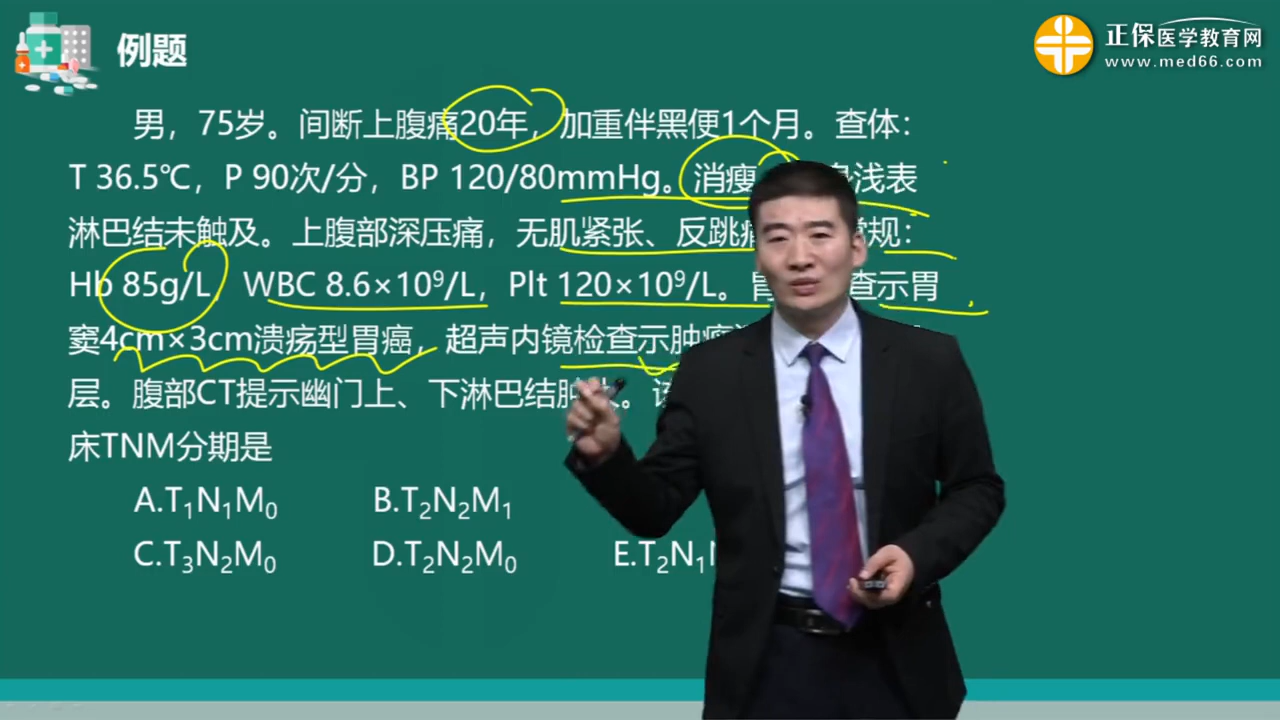 例题
正保医学教育网
www.med66.com
男，75岁。间断上腹痛20年，加重伴黑便1个月。查体：
T 36.5℃，P 90次/分，BP 120/80mmHg。消瘦 浅表
淋巴结未触及。上腹部深压痛，无肌紧张、反跳 规：
Hb 85g/L，WBC 8.6×10⁹/L，Plt 120×10⁹/L。 查示胃
窦4cm×3cm溃疡型胃癌，超声内镜检查示肿
层。腹部CT提示幽门上、下淋巴结肿
床TNM分期是
A.T₁N₁M₀ B.T₂N₂M₁
C.T₃N₂M₀ D.T₂N₂M₀ E.T₂N₁